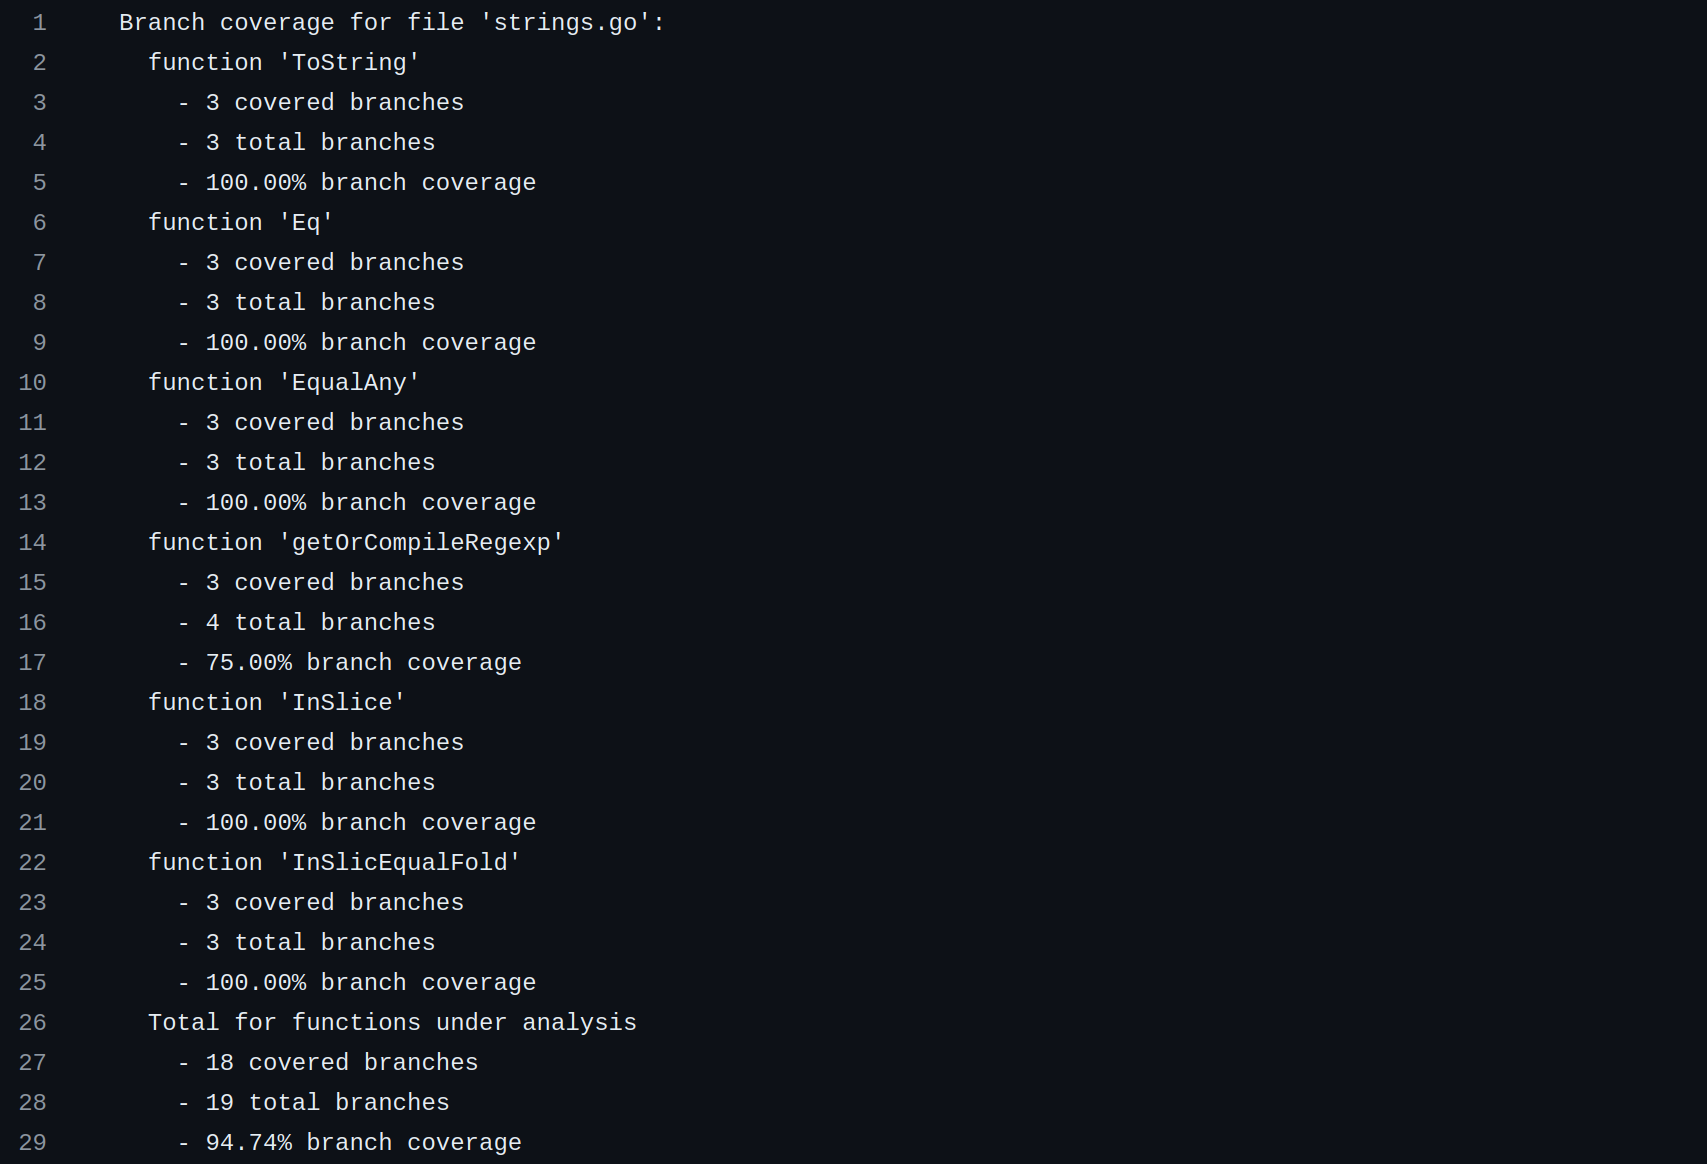 1 Branch coverage for file 'strings.go':
2 function 'ToString'
3 - 3 covered branches
4 - 3 total branches
5 - 100.00% branch coverage
6 function 'Eq'
7 - 3 covered branches
8 - 3 total branches
9 - 100.00% branch coverage
10 function 'EqualAny'
11 - 3 covered branches
12 - 3 total branches
13 - 100.00% branch coverage
14 function 'getOrCompileRegexp'
15 - 3 covered branches
16 - 4 total branches
17 - 75.00% branch coverage
18 function 'InSlice'
19 - 3 covered branches
20 - 3 total branches
21 - 100.00% branch coverage
22 function 'InSlicEqualFold'
23 - 3 covered branches
24 - 3 total branches
25 - 100.00% branch coverage
26 Total for functions under analysis
27 - 18 covered branches
28 - 19 total branches
29 - 94.74% branch coverage